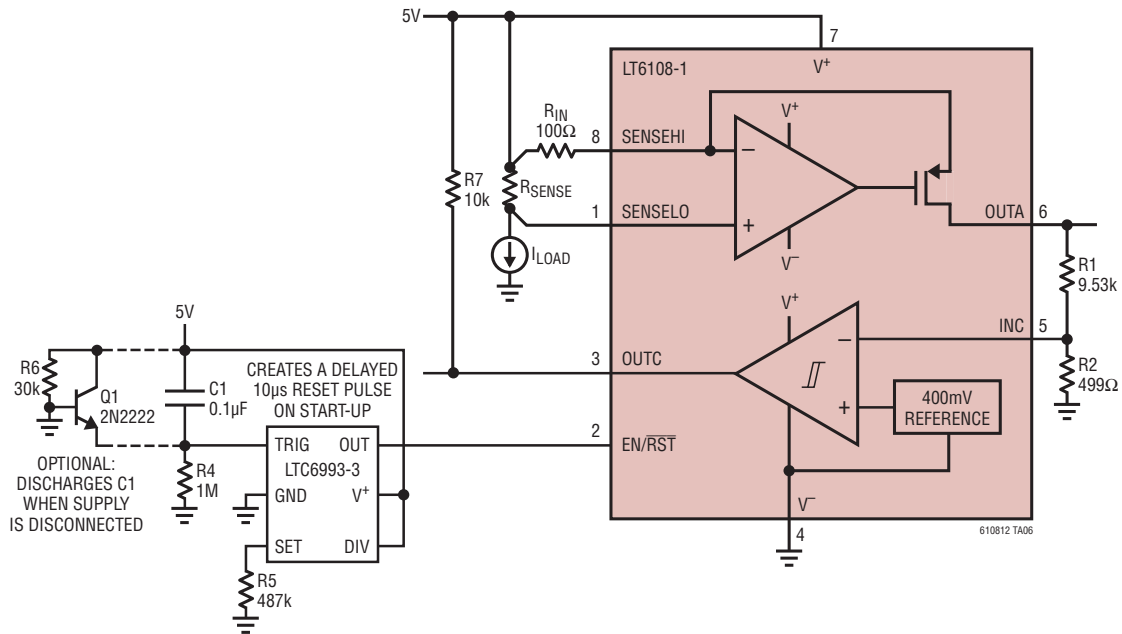 5V
7
V+
LT6108-1
RIN
100Ω
8
SENSEHI
V+
−
R7
10k
RSENSE
1
SENSELO
+
OUTA
6
V−
ILOAD
R1
9.53k
V+
5V
INC
5
−
R6
30k
CREATES A DELAYED
10µs RESET PULSE
ON START-UP
3
OUTC
R2
499Ω
Q1
2N2222
C1
0.1µF
+
400mV
REFERENCE
2
EN/RST
TRIG
OUT
OPTIONAL:
DISCHARGES C1
WHEN SUPPLY
IS DISCONNECTED
R4
1M
LTC6993-3
GND
V+
V−
4
610812 TA06
SET
DIV
R5
487k